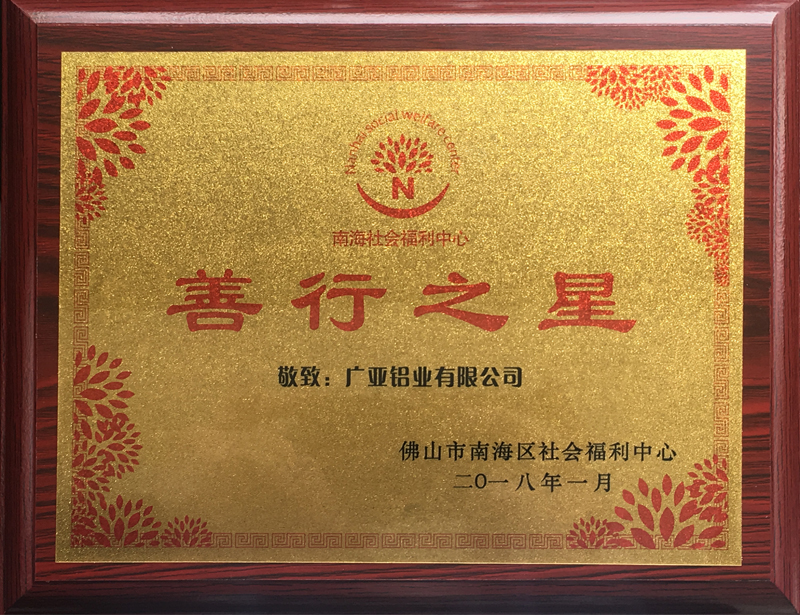 Nanhai social welfare center
N
南海社会福利中心
善行之星
敬致：广亚铝业有限公司
佛山市南海区社会福利中心
二〇一八年一月